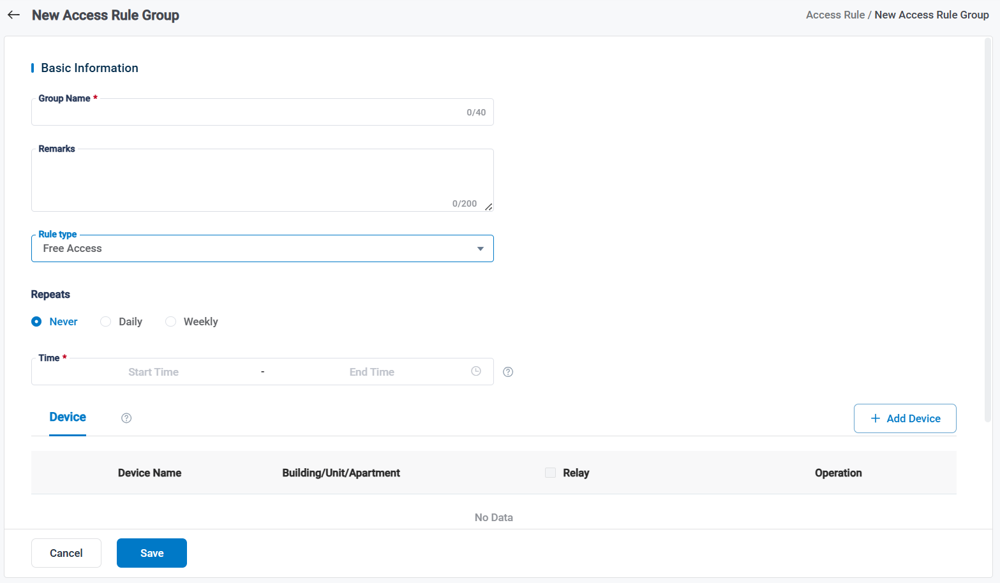 New Access Rule Group
Access Rule / New Access Rule Group
Basic Information
Group Name *
0/40
Remarks
0/200
Rule type
Free Access
Repeats
Never Daily Weekly
Time *
Start Time - End Time
Device
+ Add Device
Device Name Building/Unit/Apartment Relay Operation
No Data
Cancel Save